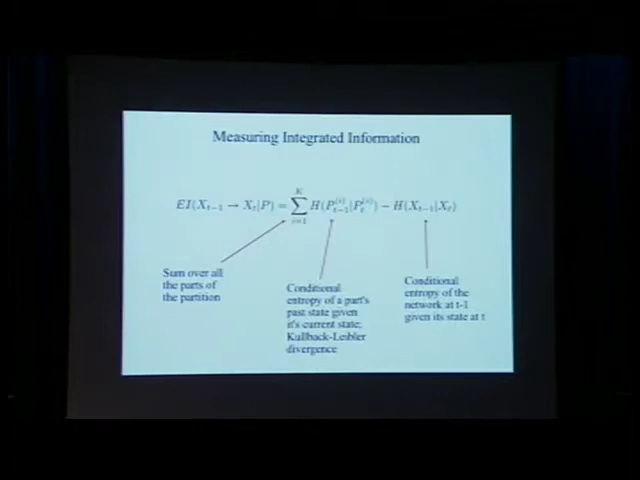 Measuring Integrated Information
EI(X_{t-1} → X_t|P) = \sum_{i=1}^{K} H(P_{t-1}^{(i)}|P_t^{(i)}) − H(X_{t-1}|X_t)
Sum over all
the parts of
the partition
Conditional
entropy of a part's
past state given
it's current state;
Kullback-Leibler
divergence
Conditional
entropy of the
network at t-1
given its state at t